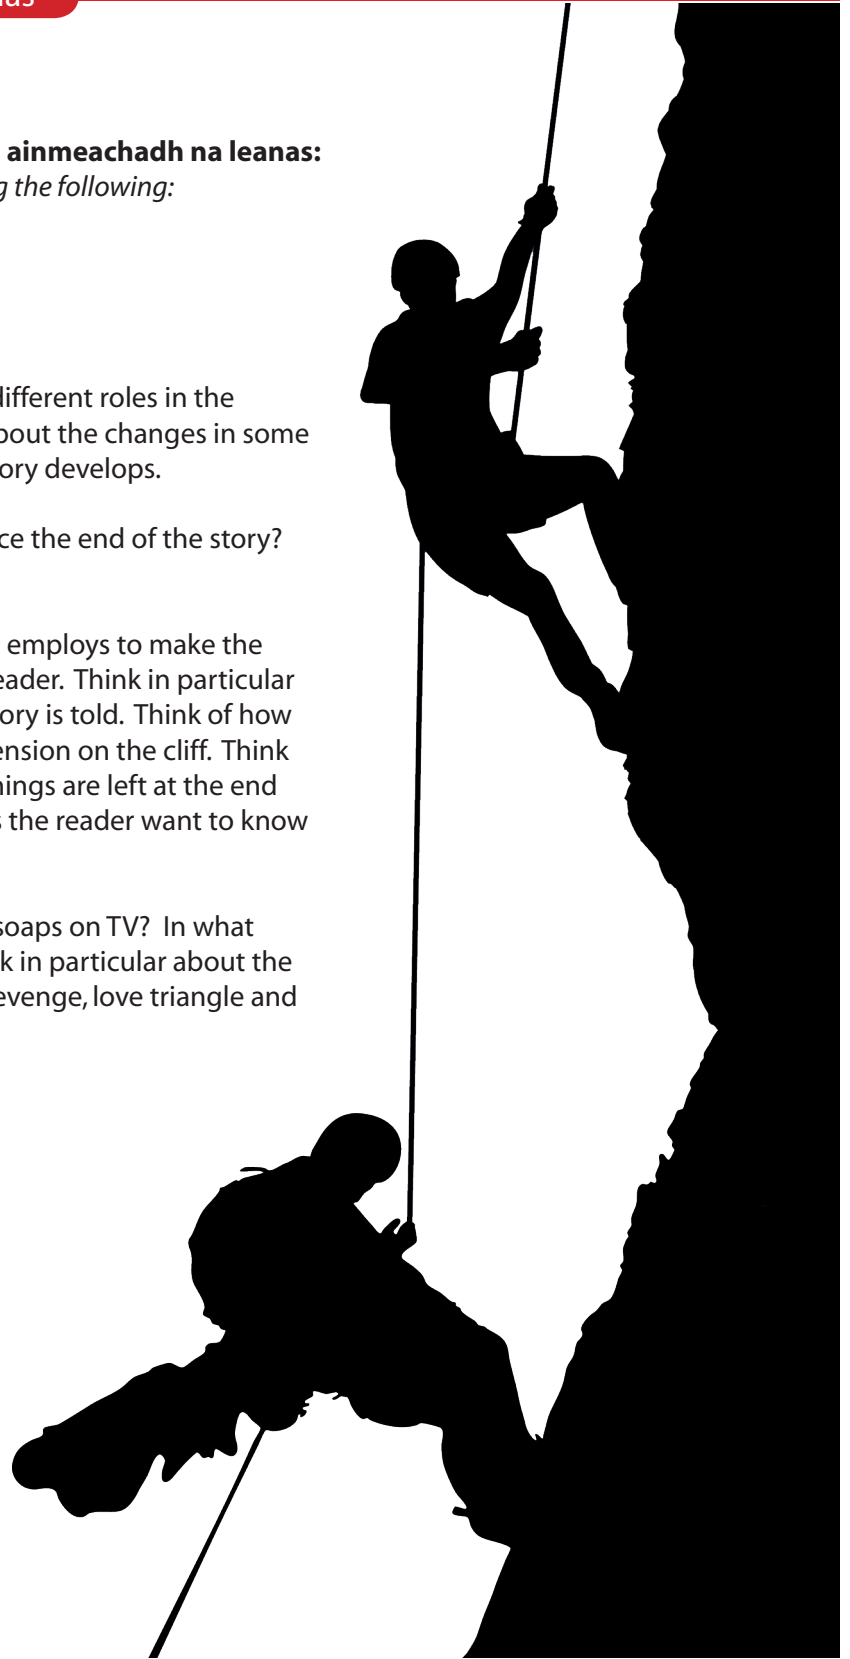 ainmeachadh na leanas:
the following:
different roles in the
about the changes in some
ory develops.
ce the end of the story?
employs to make the
eader. Think in particular
ory is told. Think of how
ension on the cliff. Think
hings are left at the end
s the reader want to know
soaps on TV? In what
k in particular about the
evenge, love triangle and